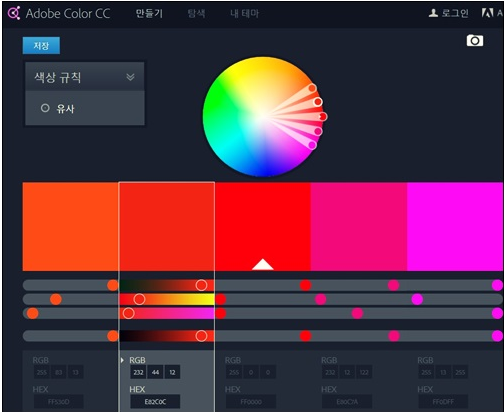 Adobe Color CC 만들기 탐색 내 테마 로그인 A
저장
색상 규칙
유사
RGB RGB RGB RGB RGB
255 83 13 232 44 12 255 0 0 232 12 122 255 13 255
HEX HEX HEX HEX HEX
FF530D E82C0C FF0000 E80C7A FF0DFF